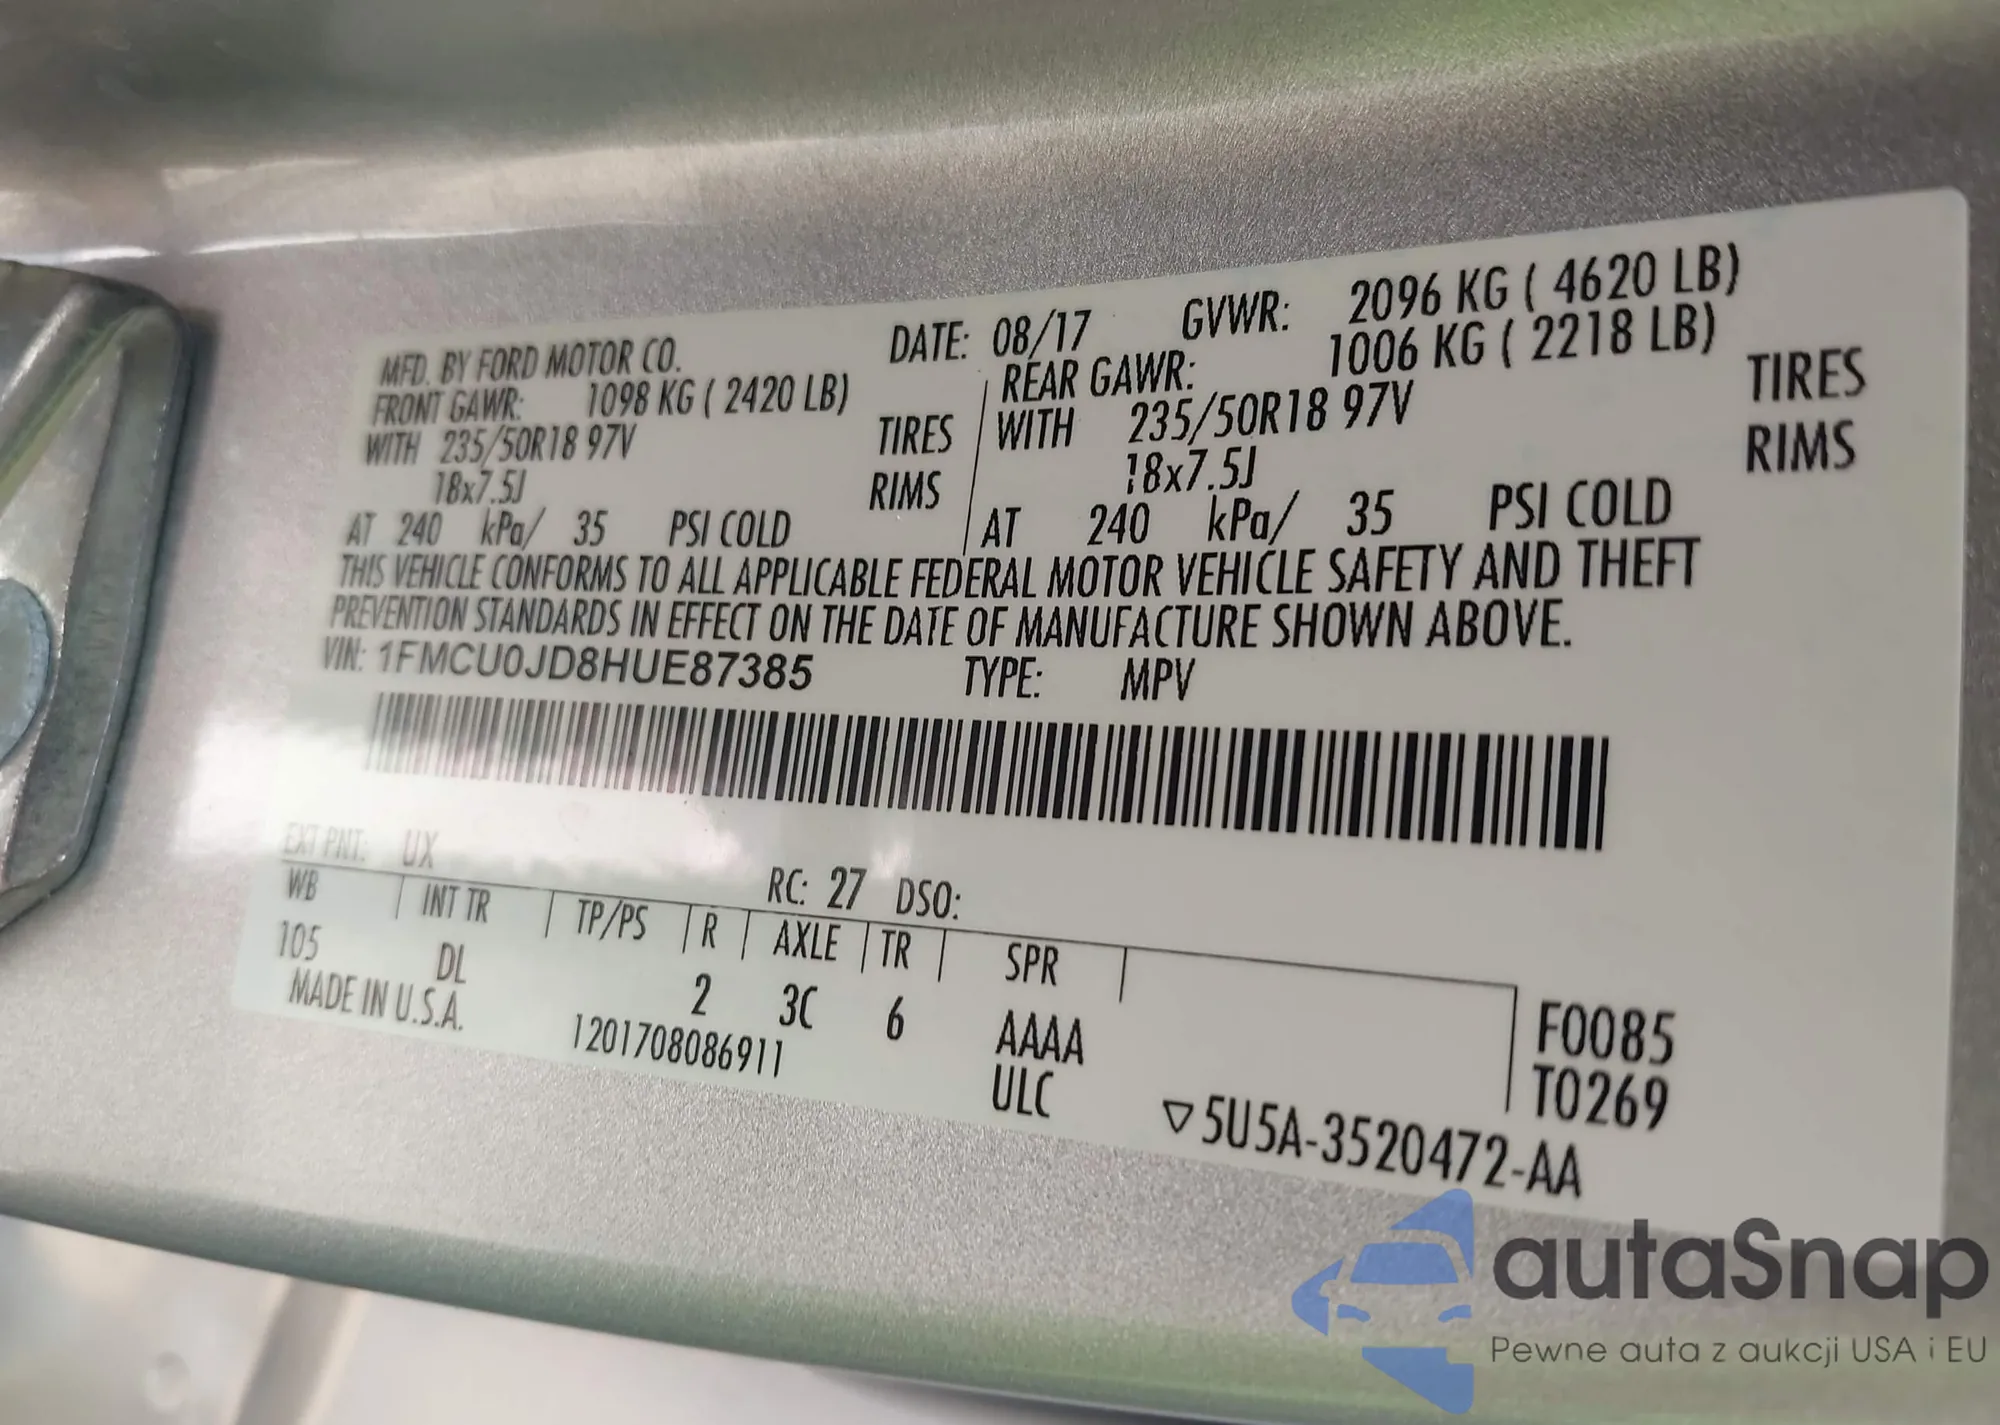 MFD. BY FORD MOTOR CO. DATE: 08/17 GVWR: 2096 KG ( 4620 LB)
FRONT GAWR: 1098 KG ( 2420 LB) REAR GAWR: 1006 KG ( 2218 LB)
WITH 235/50R18 97V TIRES WITH 235/50R18 97V TIRES
18x7.5J RIMS 18x7.5J RIMS
AT 240 kPa/ 35 PSI COLD AT 240 kPa/ 35 PSI COLD
THIS VEHICLE CONFORMS TO ALL APPLICABLE FEDERAL MOTOR VEHICLE SAFETY AND THEFT
PREVENTION STANDARDS IN EFFECT ON THE DATE OF MANUFACTURE SHOWN ABOVE.
VIN: 1FMCU0JD8HUE87385 TYPE: MPV
EXT PNT: UX RC: 27 DSO:
WB INT TR TP/PS R AXLE TR SPR
105 DL 2 3C 6 AAAA F0085
MADE IN U.S.A. 1201708086911 ULC T0269
▽5U5A-3520472-AA
autaSnap
Pewne auta z aukcji USA i EU